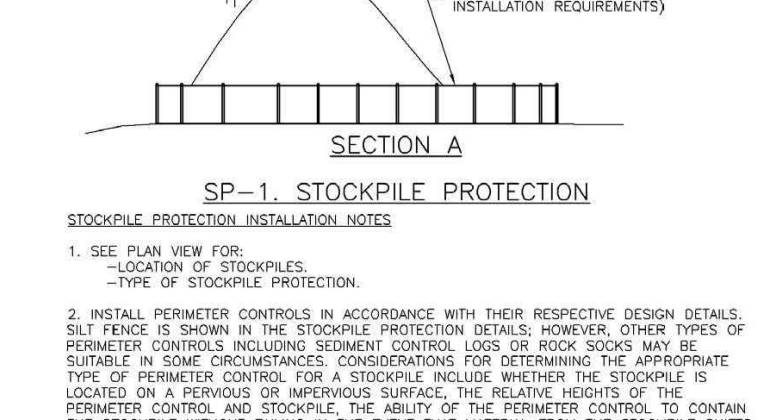 INSTALLATION REQUIREMENTS)
SECTION A
SP-1. STOCKPILE PROTECTION
STOCKPILE PROTECTION INSTALLATION NOTES
1. SEE PLAN VIEW FOR:
-LOCATION OF STOCKPILES.
-TYPE OF STOCKPILE PROTECTION.
2. INSTALL PERIMETER CONTROLS IN ACCORDANCE WITH THEIR RESPECTIVE DESIGN DETAILS.
SILT FENCE IS SHOWN IN THE STOCKPILE PROTECTION DETAILS; HOWEVER, OTHER TYPES OF
PERIMETER CONTROLS INCLUDING SEDIMENT CONTROL LOGS OR ROCK SOCKS MAY BE
SUITABLE IN SOME CIRCUMSTANCES. CONSIDERATIONS FOR DETERMINING THE APPROPRIATE
TYPE OF PERIMETER CONTROL FOR A STOCKPILE INCLUDE WHETHER THE STOCKPILE IS
LOCATED ON A PERVIOUS OR IMPERVIOUS SURFACE, THE RELATIVE HEIGHTS OF THE
PERIMETER CONTROL AND STOCKPILE, THE ABILITY OF THE PERIMETER CONTROL TO CONTAIN